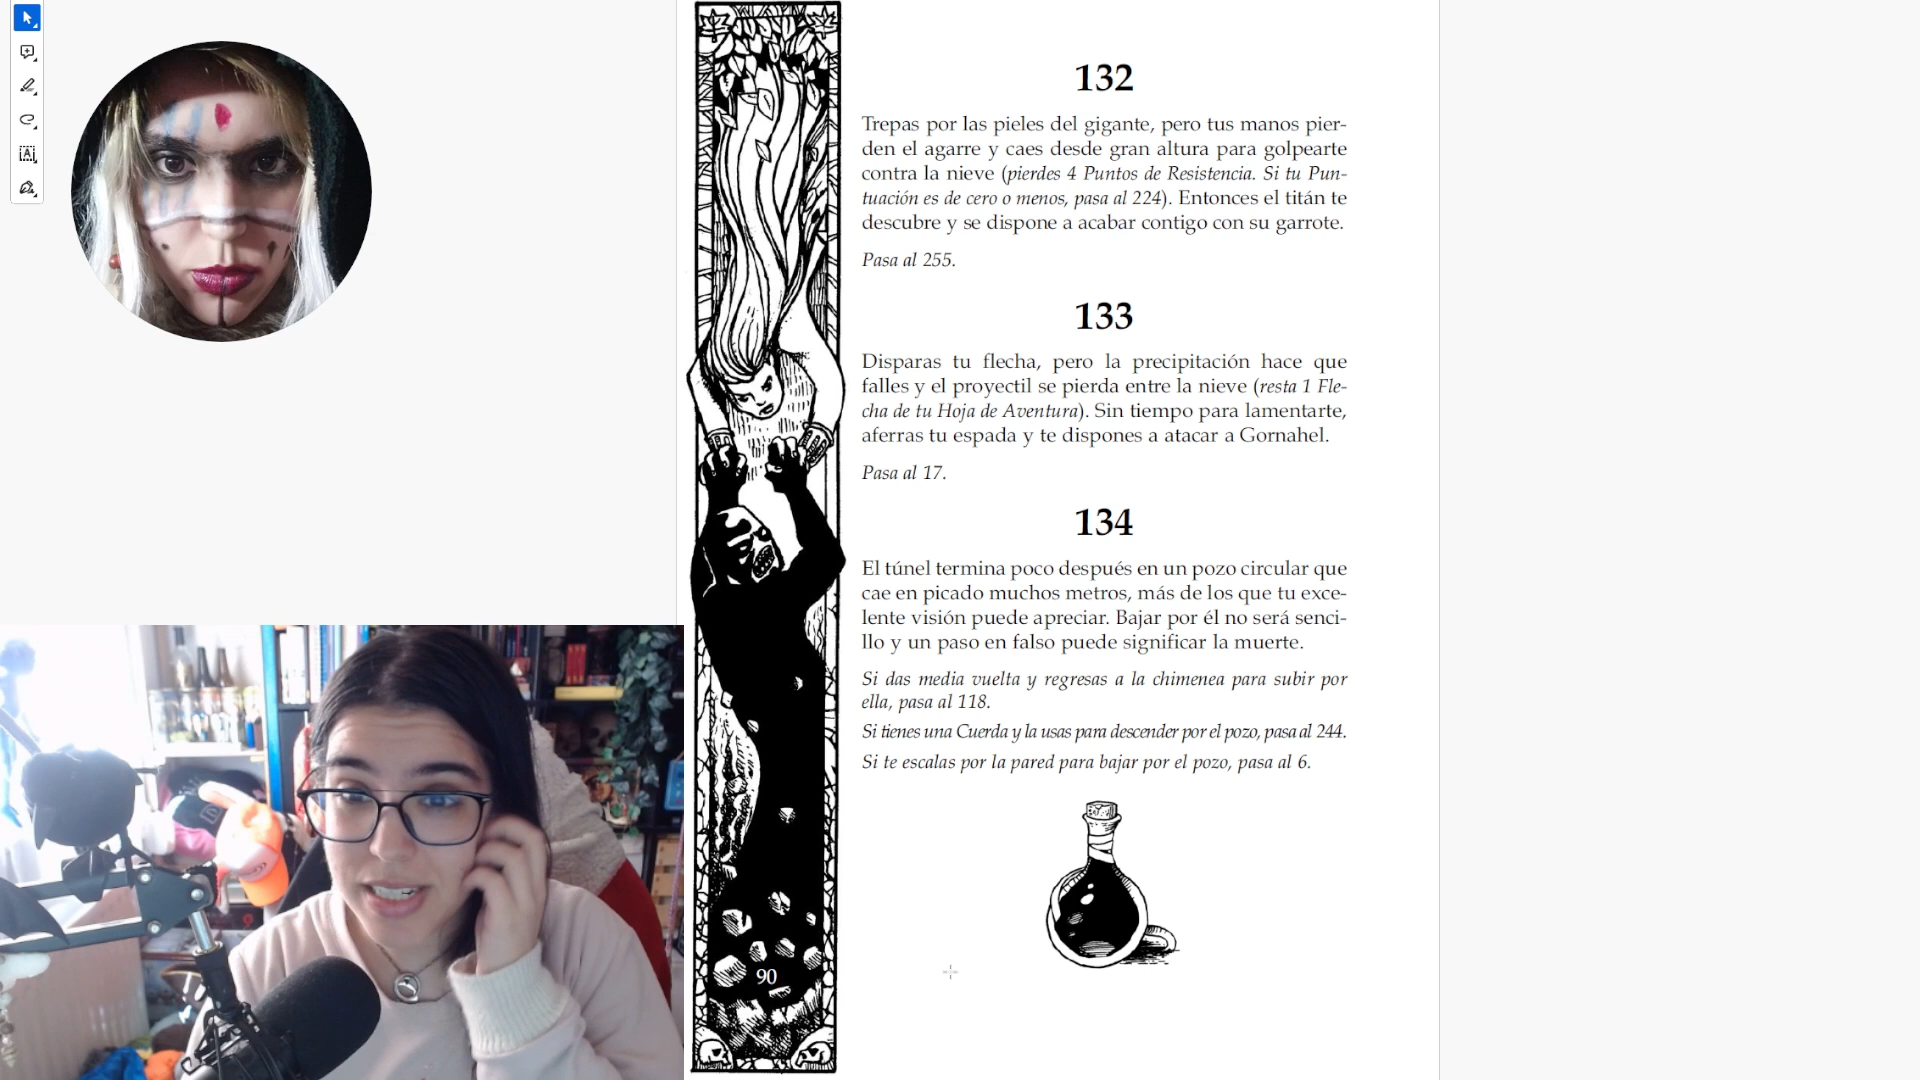 132
Trepas por las pieles del gigante, pero tus manos pier-
den el agarre y caes desde gran altura para golpearte
contra la nieve (pierdes 4 Puntos de Resistencia. Si tu Pun-
tuación es de cero o menos, pasa al 224). Entonces el titán te
descubre y se dispone a acabar contigo con su garrote.
Pasa al 255.
133
Disparas tu flecha, pero la precipitación hace que
falles y el proyectil se pierda entre la nieve (resta 1 Fle-
cha de tu Hoja de Aventura). Sin tiempo para lamentarte,
aferras tu espada y te dispones a atacar a Gornahel.
Pasa al 17.
134
El túnel termina poco después en un pozo circular que
cae en picado muchos metros, más de los que tu exce-
lente visión puede apreciar. Bajar por él no será senci-
llo y un paso en falso puede significar la muerte.
Si das media vuelta y regresas a la chimenea para subir por
ella, pasa al 118.
Si tienes una Cuerda y la usas para descender por el pozo, pasa al 244.
Si te escalas por la pared para bajar por el pozo, pasa al 6.
90